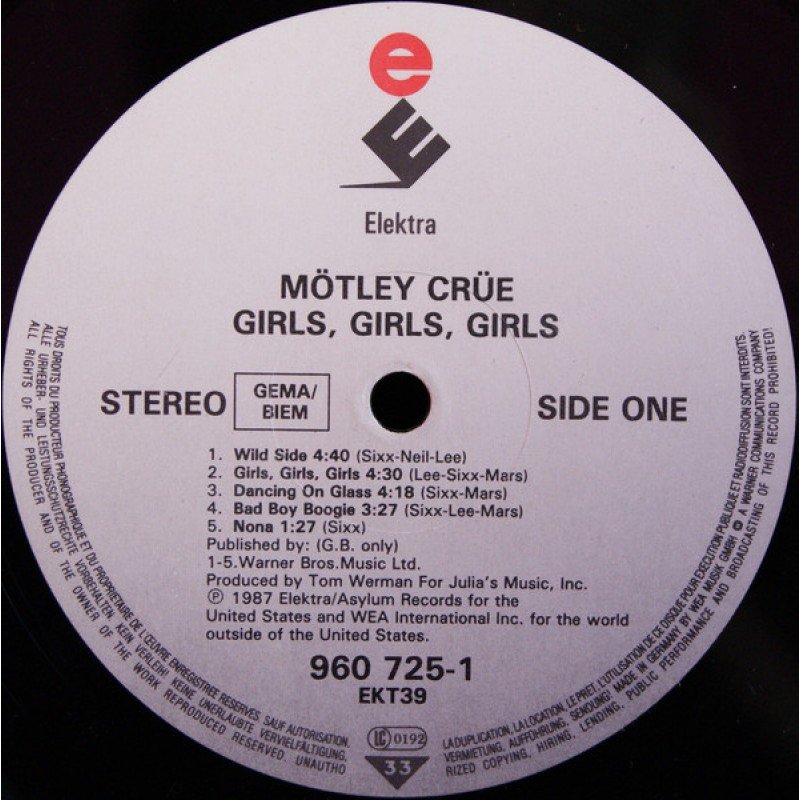 e
E
Elektra
MÖTLEY CRÜE
GIRLS, GIRLS, GIRLS
STEREO
GEMA/
BIEM
SIDE ONE
1. Wild Side 4:40 (Sixx-Neil-Lee)
2. Girls, Girls, Girls 4:30 (Lee-Sixx-Mars)
3. Dancing On Glass 4:18 (Sixx-Mars)
4. Bad Boy Boogie 3:27 (Sixx-Lee-Mars)
5. Nona 1:27 (Sixx)
Published by: (G.B. only)
1-5.Warner Bros.Music Ltd.
Produced by Tom Werman For Julia's Music, Inc.
Ⓟ 1987 Elektra/Asylum Records for the
United States and WEA International Inc. for the world
outside of the United States.
960 725-1
EKT39
LC 0192
33
TOUS DROITS DU PRODUCTEUR PHONOGRAPHIQUE ET DU PROPRIETAIRE DE L'ŒUVRE ENREGISTREE RESERVES SAUF AUTORISATION, LA DUPLICATION, LA LOCATION, LE PRET, L'UTILISATION DE CE DISQUE POUR EXECUTION PUBLIQUE ET RADIODIFFUSION SONT INTERDITS.
ALLE URHEBER- UND LEISTUNGSSCHUTZRECHTE VORBEHALTEN. KEIN VERLEIH! KEINE UNERLAUBTE VERVIELFÄLTIGUNG, VERMIETUNG, AUFFÜHRUNG, SENDUNG! MADE IN GERMANY BY WEA MUSIK GMBH A WARNER COMMUNICATIONS COMPANY
ALL RIGHTS OF THE PRODUCER AND OF THE OWNER OF THE WORK REPRODUCED RESERVED. UNAUTHORIZED COPYING, HIRING, LENDING, PUBLIC PERFORMANCE AND BROADCASTING OF THIS RECORD PROHIBITED!